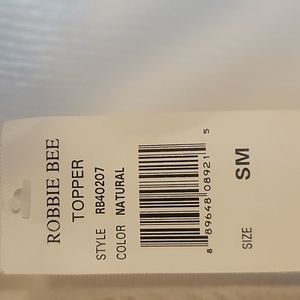 ROBBIE BEE
TOPPER
STYLE RB40207
COLOR NATURAL
8 89648 08921 5
SIZE SM